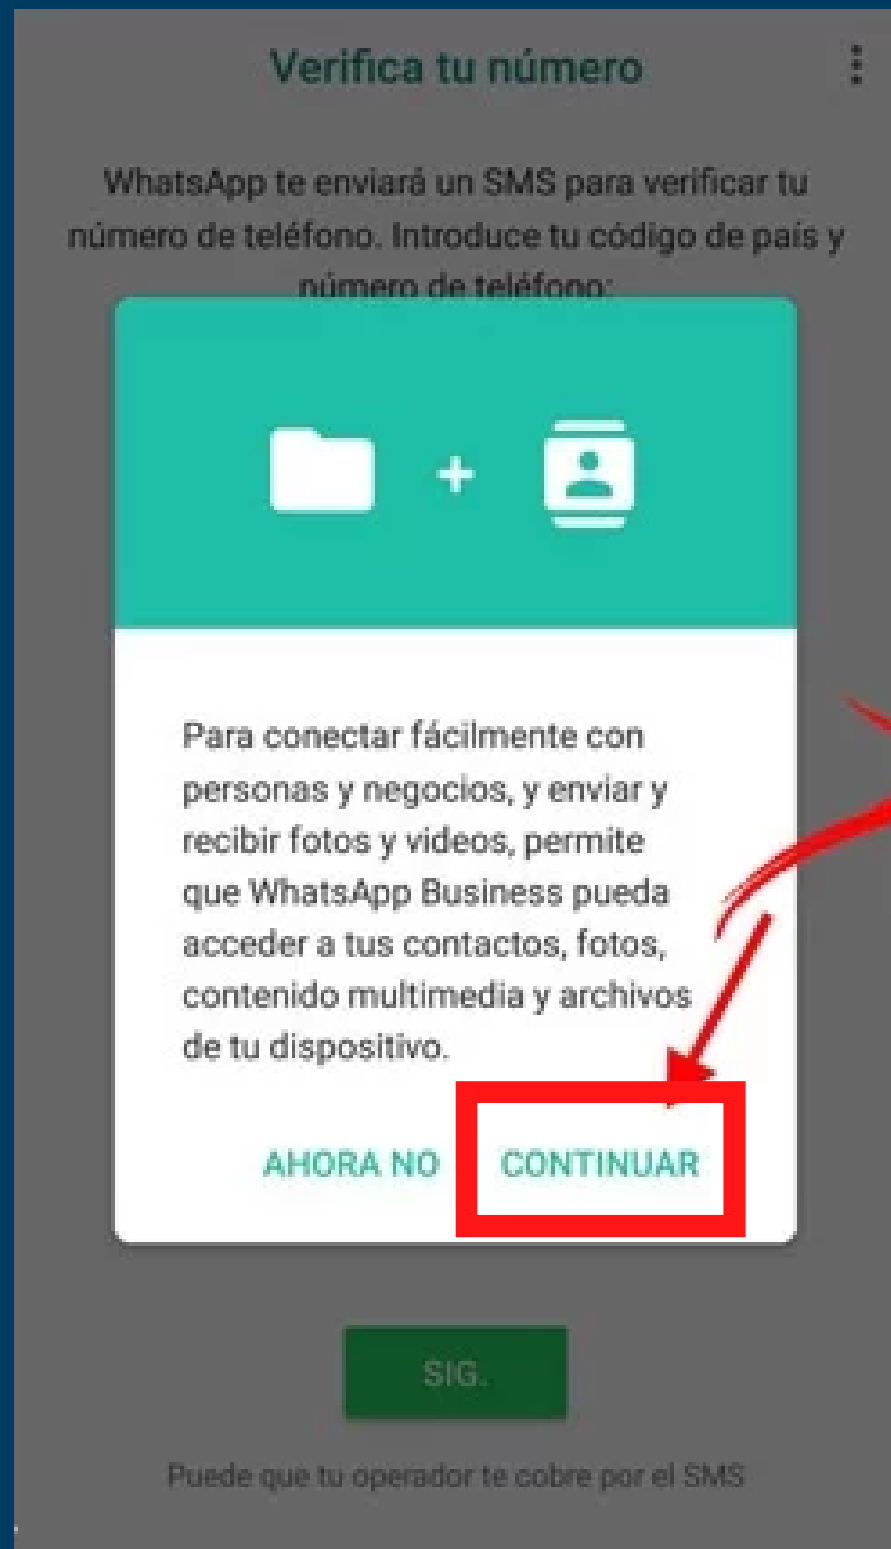 Verifica tu número
WhatsApp te enviará un SMS para verificar tu
número de teléfono. Introduce tu código de país y
número de teléfono:
+
Para conectar fácilmente con
personas y negocios, y enviar y
recibir fotos y videos, permite
que WhatsApp Business pueda
acceder a tus contactos, fotos,
contenido multimedia y archivos
de tu dispositivo.
AHORA NO CONTINUAR
SIG.
Puede que tu operador te cobre por el SMS